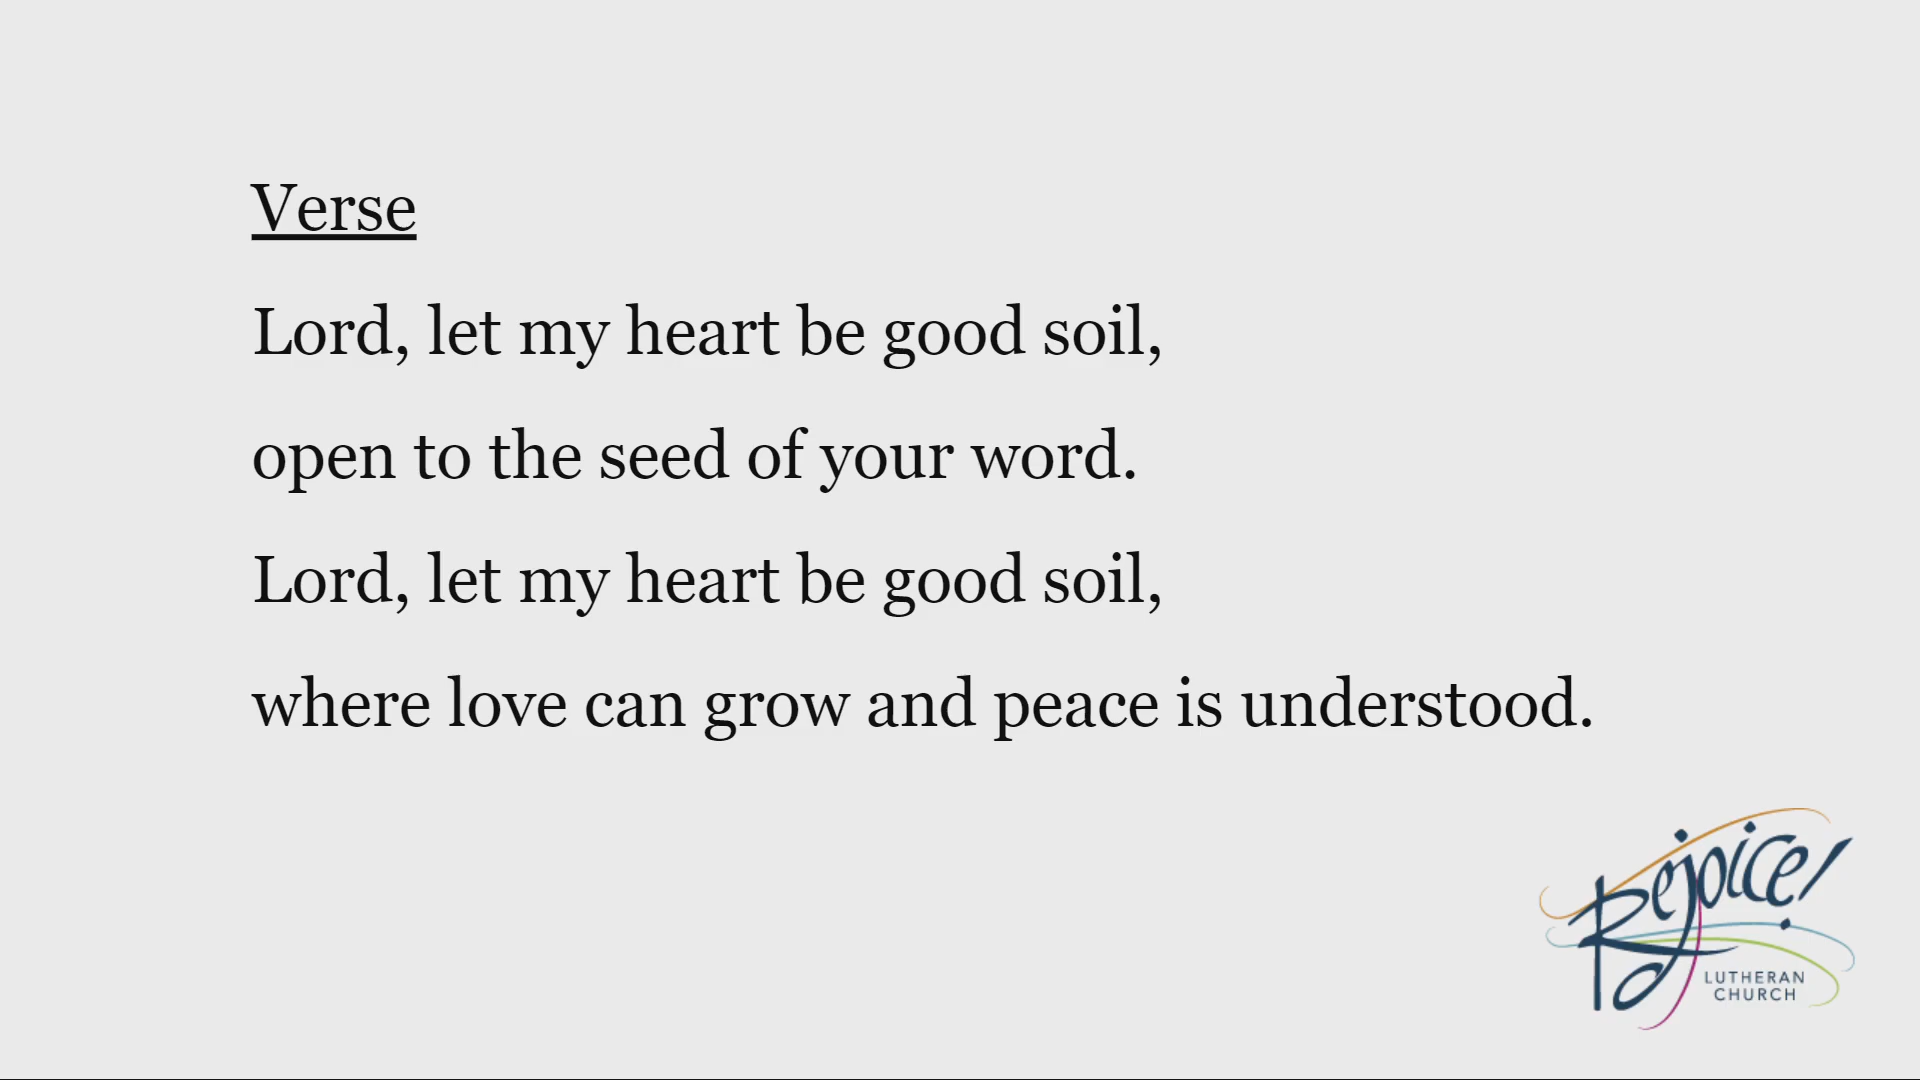 Verse
Lord, let my heart be good soil,
open to the seed of your word.
Lord, let my heart be good soil,
where love can grow and peace is understood.
Rejoice!
LUTHERAN
CHURCH